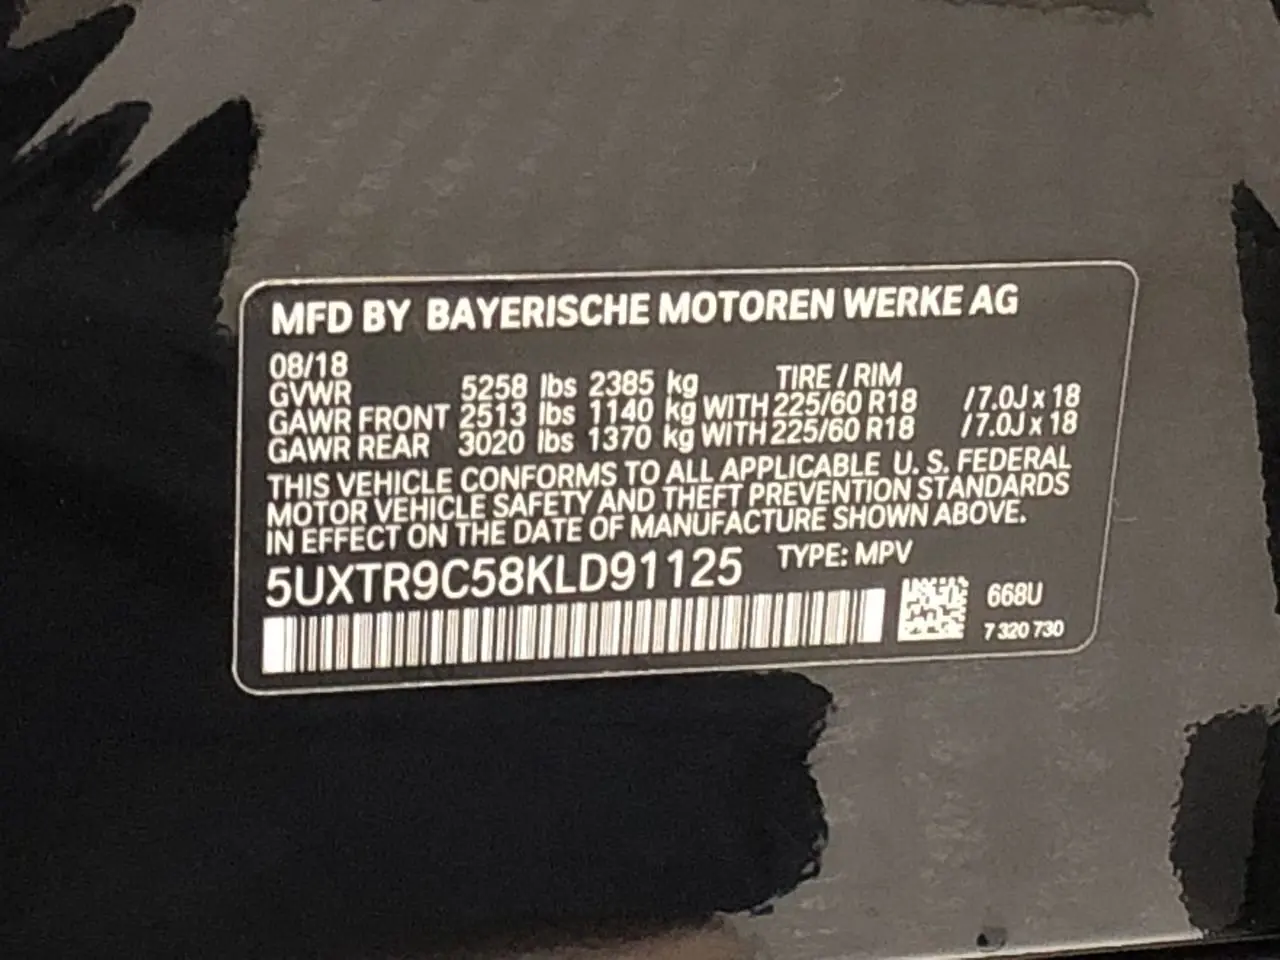 MFD BY BAYERISCHE MOTOREN WERKE AG
08/18
GVWR 5258 lbs 2385 kg TIRE / RIM
GAWR FRONT 2513 lbs 1140 kg WITH 225/60 R18 / 7.0J x 18
GAWR REAR 3020 lbs 1370 kg WITH 225/60 R18 / 7.0J x 18
THIS VEHICLE CONFORMS TO ALL APPLICABLE U. S. FEDERAL
MOTOR VEHICLE SAFETY AND THEFT PREVENTION STANDARDS
IN EFFECT ON THE DATE OF MANUFACTURE SHOWN ABOVE.
5UXTR9C58KLD91125 TYPE: MPV
668U
7 320 730